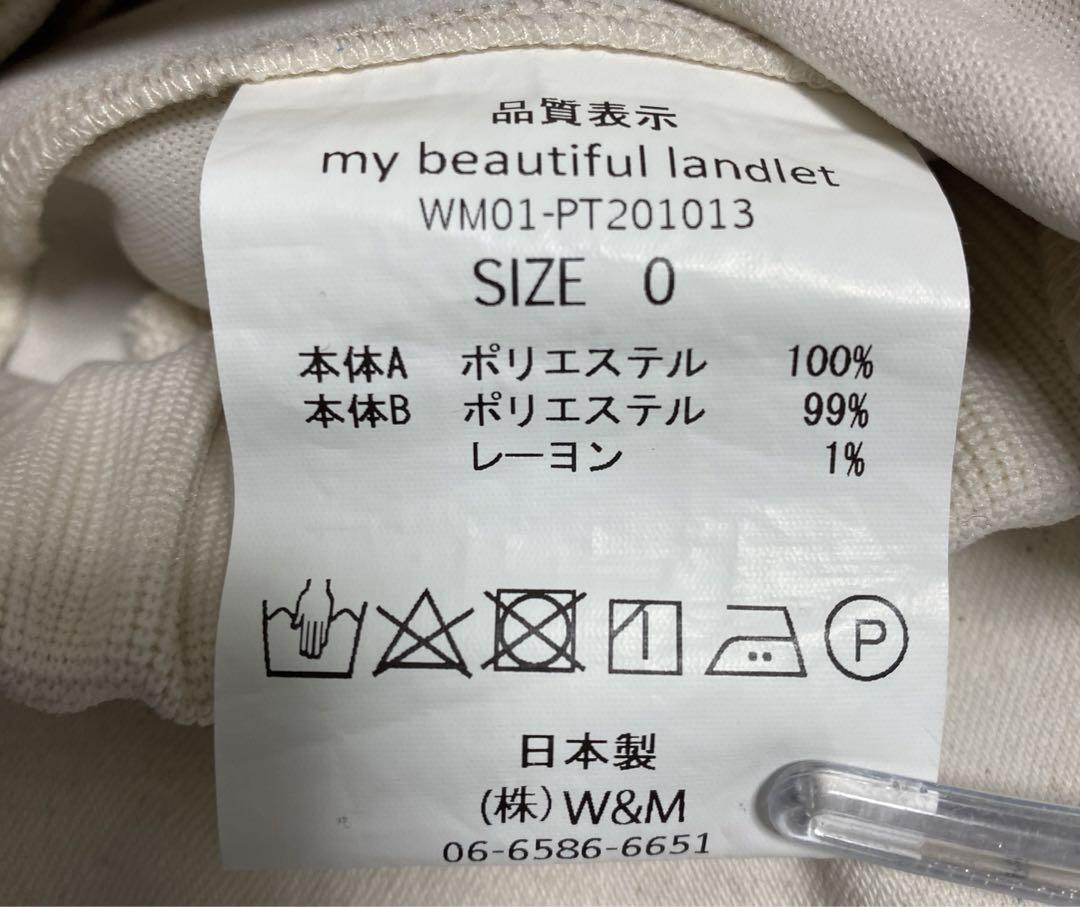 品質表示
my beautiful landlet
WM01-PT201013
SIZE 0
本体A ポリエステル 100%
本体B ポリエステル 99%
レーヨン 1%
P
日本製
(株)W&M
06-6586-6651